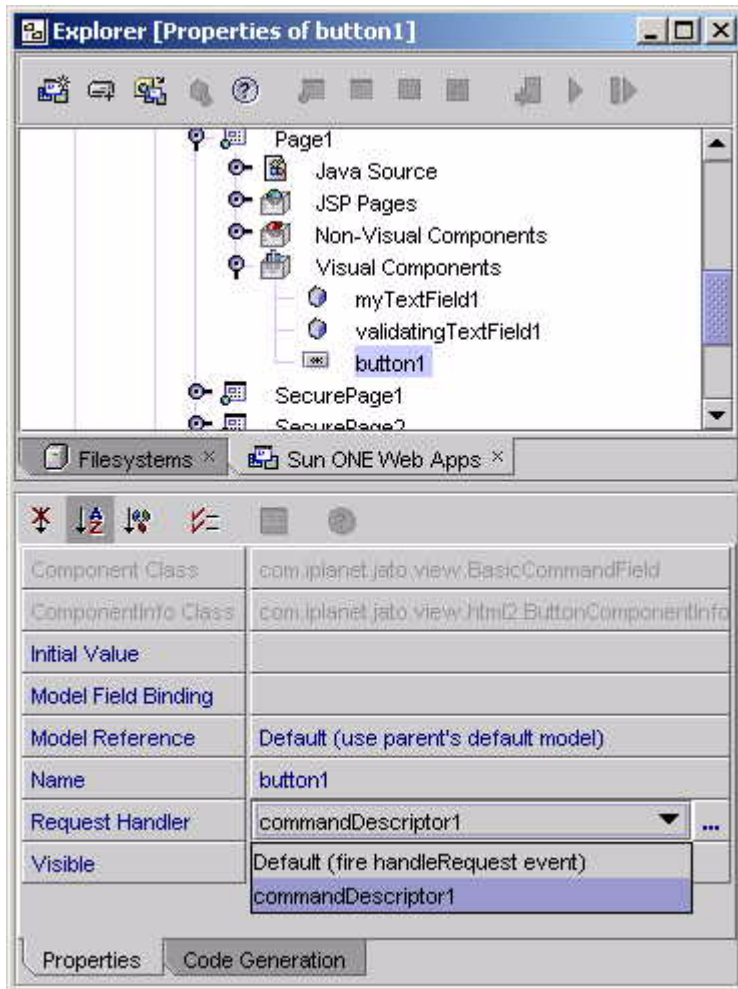 Explorer [Properties of button1]
Page1
Java Source
JSP Pages
Non-Visual Components
Visual Components
myTextField1
validatingTextField1
button1
SecurePage1
SecurePage2
Filesystems
Sun ONE Web Apps
Component Class com.iplanet.jato.view.BasicCommandField
ComponentInfo Class com.iplanet.jato.view.html2.ButtonComponentInfo
Initial Value
Model Field Binding
Model Reference Default (use parent's default model)
Name button1
Request Handler commandDescriptor1 ...
Visible Default (fire handleRequest event)
commandDescriptor1
Properties Code Generation